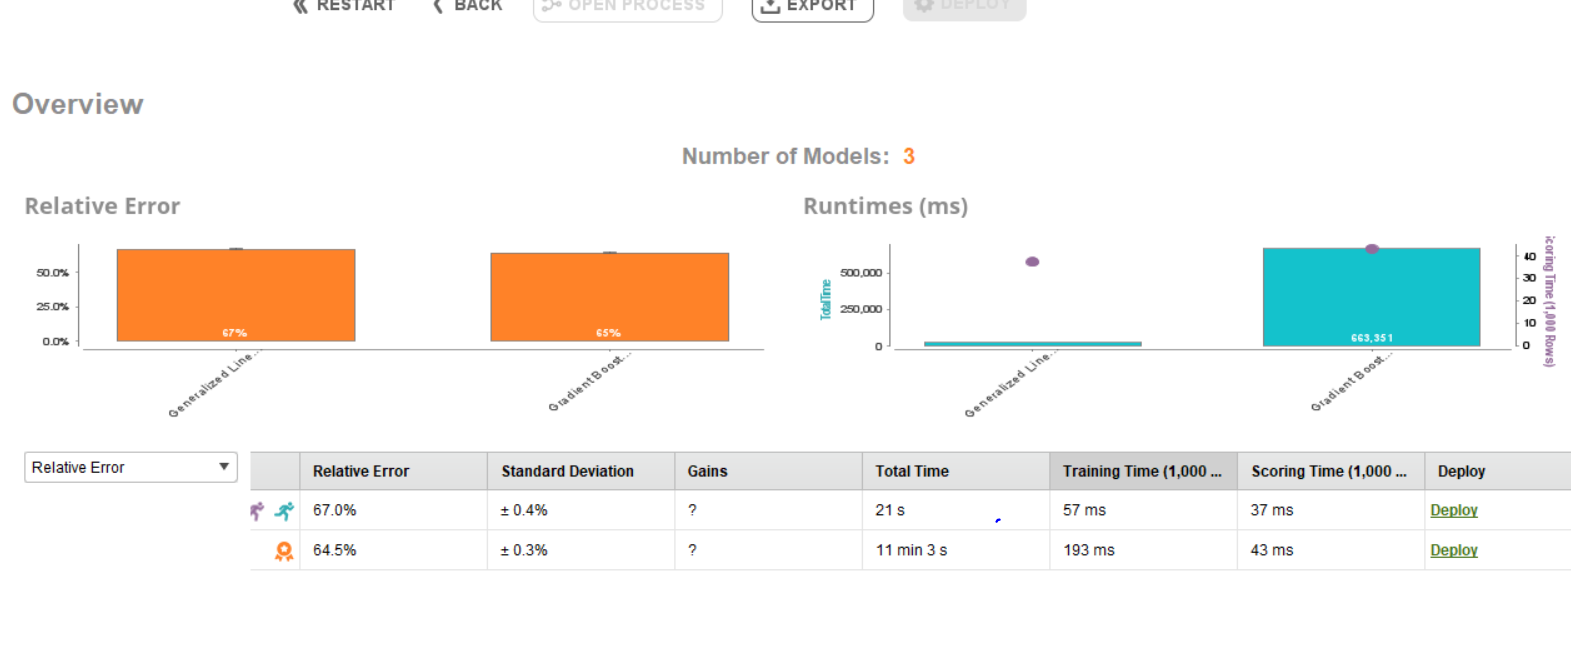 RESTART BACK OPEN PROCESS EXPORT DEPLOY
Overview
Number of Models: 3
Relative Error
50.0%
25.0%
0.0%
67%
65%
Generalized Line...
Gradient Boost...
Runtimes (ms)
Total Time
500,000
250,000
0
663,351
40
30
20
10
0
Scoring Time (1,000 Rows)
Generalized Line...
Gradient Boost...
Relative Error
Relative Error Standard Deviation Gains Total Time Training Time (1,000 ... Scoring Time (1,000 ... Deploy
67.0% ± 0.4% ? 21 s 57 ms 37 ms Deploy
64.5% ± 0.3% ? 11 min 3 s 193 ms 43 ms Deploy